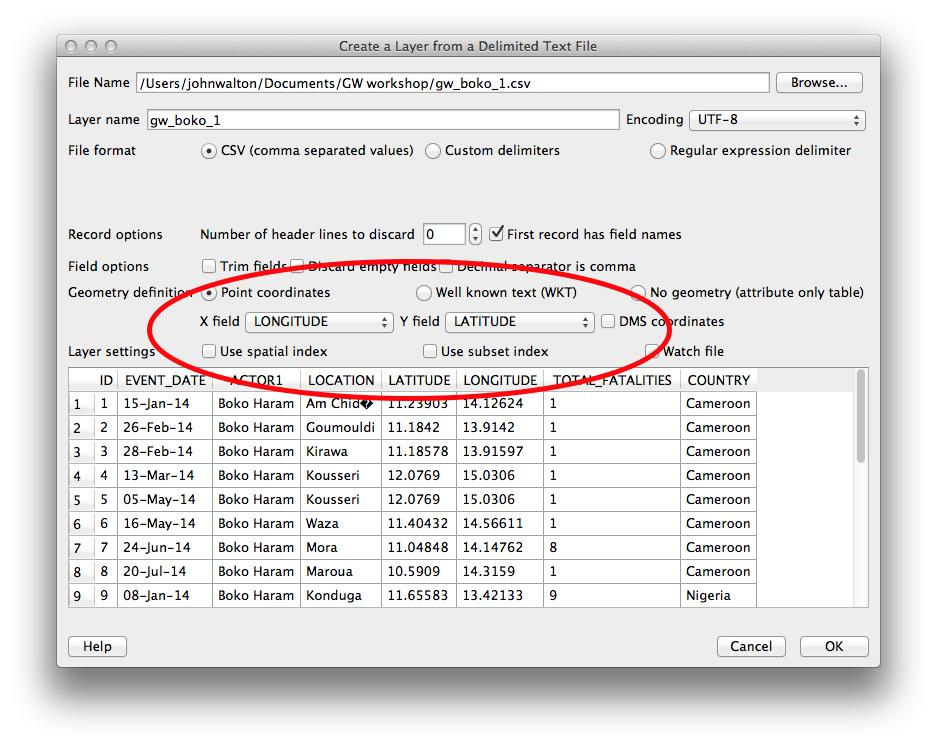 Create a Layer from a Delimited Text File
File Name /Users/johnwalton/Documents/GW workshop/gw_boko_1.csv Browse...
Layer name gw_boko_1 Encoding UTF-8
File format CSV (comma separated values) Custom delimiters Regular expression delimiter
Record options Number of header lines to discard 0 First record has field names
Field options Trim fields Discard empty fields Decimal separator is comma
Geometry definition Point coordinates Well known text (WKT) No geometry (attribute only table)
X field LONGITUDE Y field LATITUDE DMS coordinates
Layer settings Use spatial index Use subset index Watch file
ID EVENT_DATE ACTOR1 LOCATION LATITUDE LONGITUDE TOTAL_FATALITIES COUNTRY
1 1 15-Jan-14 Boko Haram Am Chid� 11.23903 14.12624 1 Cameroon
2 2 26-Feb-14 Boko Haram Goumouldi 11.1842 13.9142 1 Cameroon
3 3 28-Feb-14 Boko Haram Kirawa 11.18578 13.91597 1 Cameroon
4 4 13-Mar-14 Boko Haram Kousseri 12.0769 15.0306 1 Cameroon
5 5 05-May-14 Boko Haram Kousseri 12.0769 15.0306 1 Cameroon
6 6 16-May-14 Boko Haram Waza 11.40432 14.56611 1 Cameroon
7 7 24-Jun-14 Boko Haram Mora 11.04848 14.14762 8 Cameroon
8 8 20-Jul-14 Boko Haram Maroua 10.5909 14.3159 1 Cameroon
9 9 08-Jan-14 Boko Haram Konduga 11.65583 13.42133 9 Nigeria
Help Cancel OK